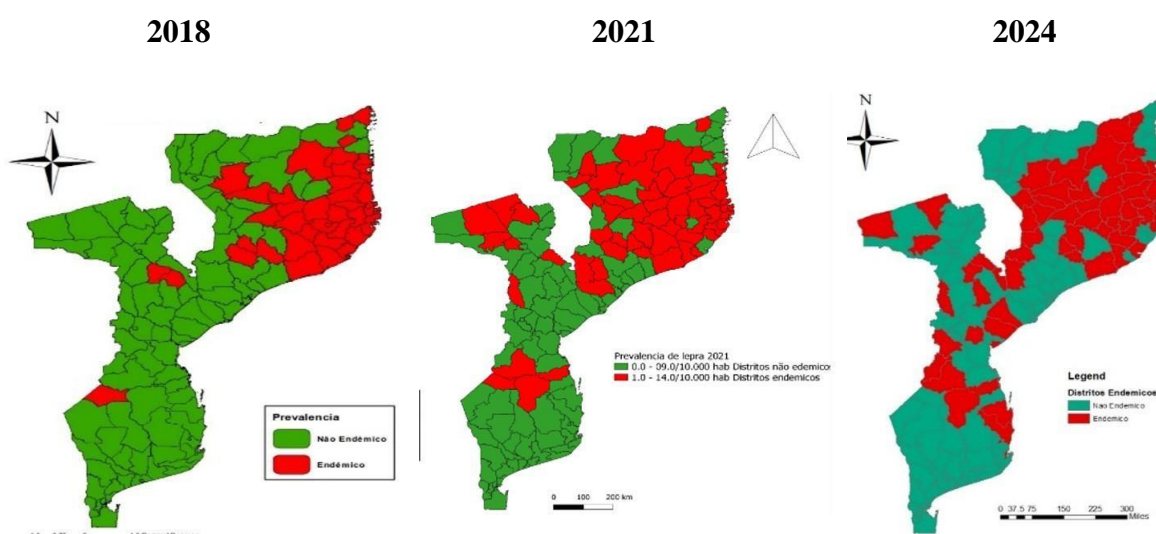 2018
2021
2024
N
N
Prevalencia
Não Endémico
Endémico
Prevalencia de lepra 2021
0.0 - 09.0/10.000 hab Distritos não edemicos
1.0 - 14.0/10.000 hab Distritos endemicos
0 100 200 km
Legend
Distritos Endemicos
Nao Endemico
Endemico
0 37.5 75 150 225 300
Miles